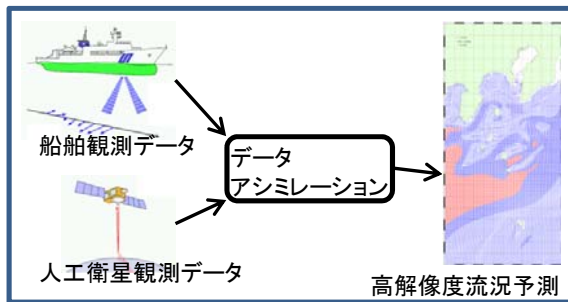 船舶観測データ
データ
アシミレーション
人工衛星観測データ
高解像度流況予測